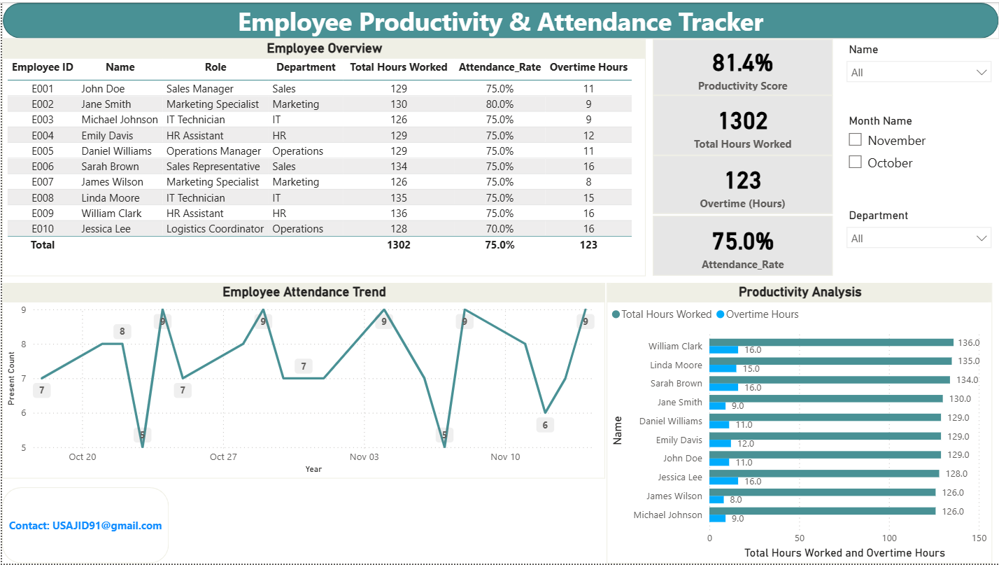 Employee Productivity & Attendance Tracker
Employee Overview
Employee ID Name Role Department Total Hours Worked Attendance_Rate Overtime Hours
E001 John Doe Sales Manager Sales 129 75.0% 11
E002 Jane Smith Marketing Specialist Marketing 130 80.0% 9
E003 Michael Johnson IT Technician IT 126 75.0% 9
E004 Emily Davis HR Assistant HR 129 75.0% 12
E005 Daniel Williams Operations Manager Operations 129 75.0% 11
E006 Sarah Brown Sales Representative Sales 134 75.0% 16
E007 James Wilson Marketing Specialist Marketing 126 75.0% 8
E008 Linda Moore IT Technician IT 135 75.0% 15
E009 William Clark HR Assistant HR 136 75.0% 16
E010 Jessica Lee Logistics Coordinator Operations 128 70.0% 16
Total 1302 75.0% 123
81.4%
Productivity Score
1302
Total Hours Worked
123
Overtime (Hours)
75.0%
Attendance_Rate
Name
All
Month Name
November
October
Department
All
Employee Attendance Trend
Present Count
9
8
7
6
5
7 8 5 9 7 9 7 9 5 9 6 9
Oct 20 Oct 27 Nov 03 Nov 10
Year
Productivity Analysis
Total Hours Worked Overtime Hours
Name
William Clark 136.0
16.0
Linda Moore 135.0
15.0
Sarah Brown 134.0
16.0
Jane Smith 130.0
9.0
Daniel Williams 129.0
11.0
Emily Davis 129.0
12.0
John Doe 129.0
11.0
Jessica Lee 128.0
16.0
James Wilson 126.0
8.0
Michael Johnson 126.0
9.0
0 50 100 150
Total Hours Worked and Overtime Hours
Contact: USAJID91@gmail.com